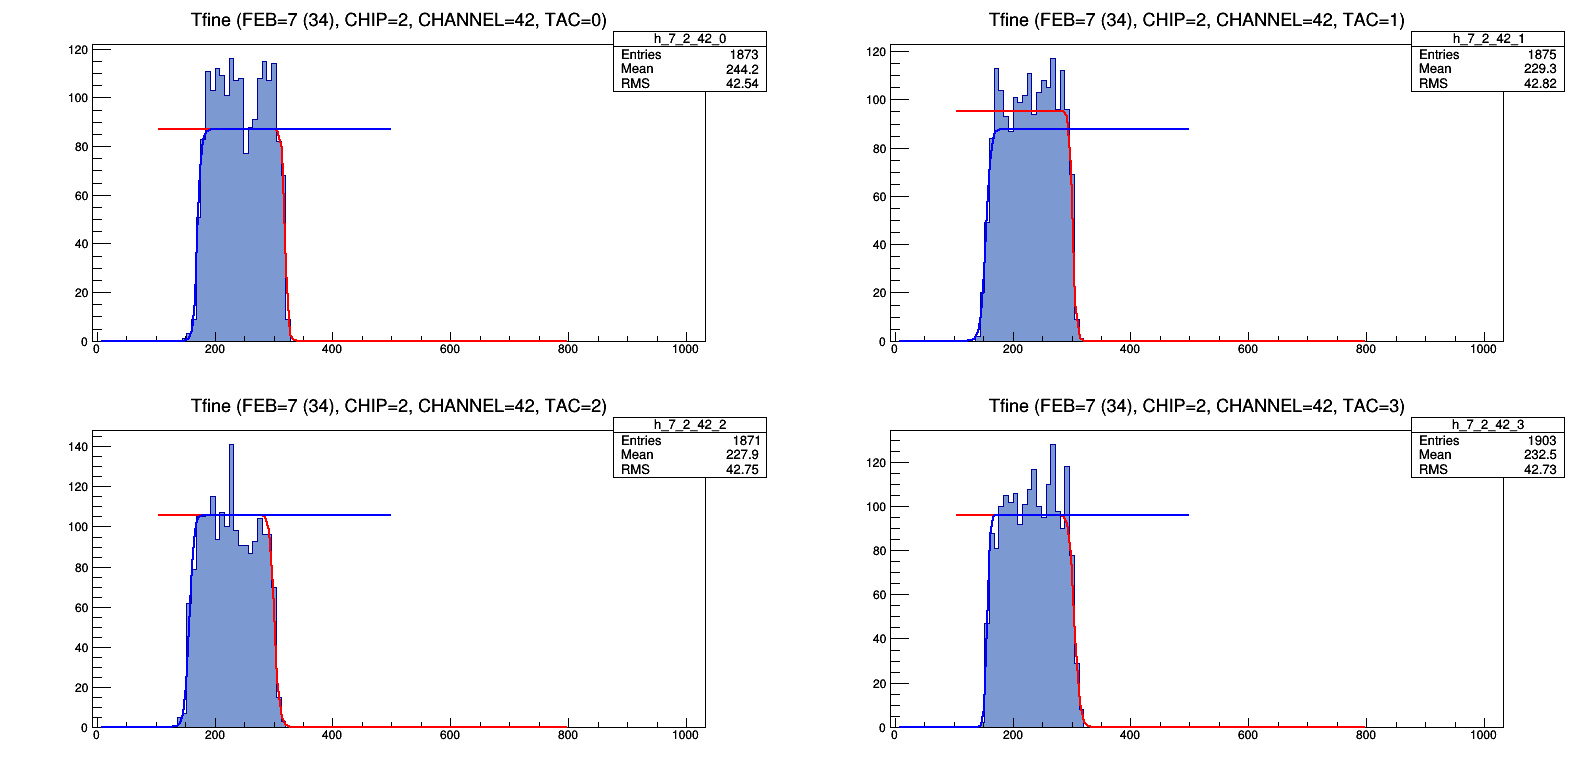 Tfine (FEB=7 (34), CHIP=2, CHANNEL=42, TAC=0)
h_7_2_42_0
Entries 1873
Mean 244.2
RMS 42.54
120
100
80
60
40
20
0
0 200 400 600 800 1000
Tfine (FEB=7 (34), CHIP=2, CHANNEL=42, TAC=1)
h_7_2_42_1
Entries 1875
Mean 229.3
RMS 42.82
120
100
80
60
40
20
0
0 200 400 600 800 1000
Tfine (FEB=7 (34), CHIP=2, CHANNEL=42, TAC=2)
h_7_2_42_2
Entries 1871
Mean 227.9
RMS 42.75
140
120
100
80
60
40
20
0
0 200 400 600 800 1000
Tfine (FEB=7 (34), CHIP=2, CHANNEL=42, TAC=3)
h_7_2_42_3
Entries 1903
Mean 232.5
RMS 42.73
120
100
80
60
40
20
0
0 200 400 600 800 1000